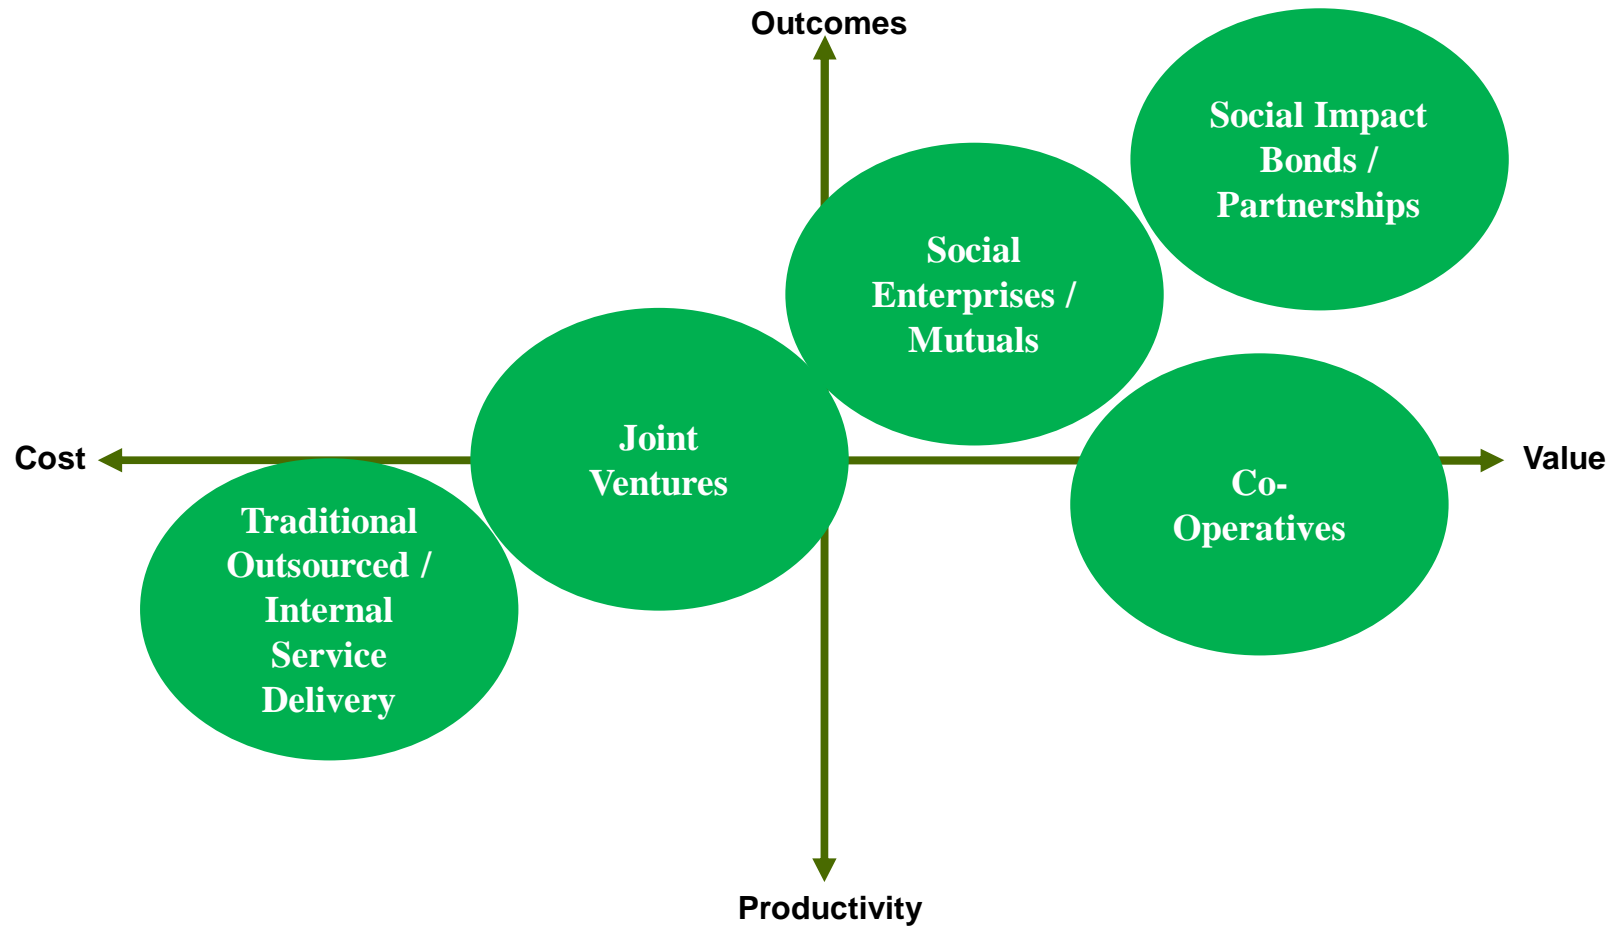 Outcomes
Social Impact
Bonds /
Partnerships
Social
Enterprises /
Mutuals
Joint
Ventures
Cost
Value
Co-
Operatives
Traditional
Outsourced /
Internal
Service
Delivery
Productivity